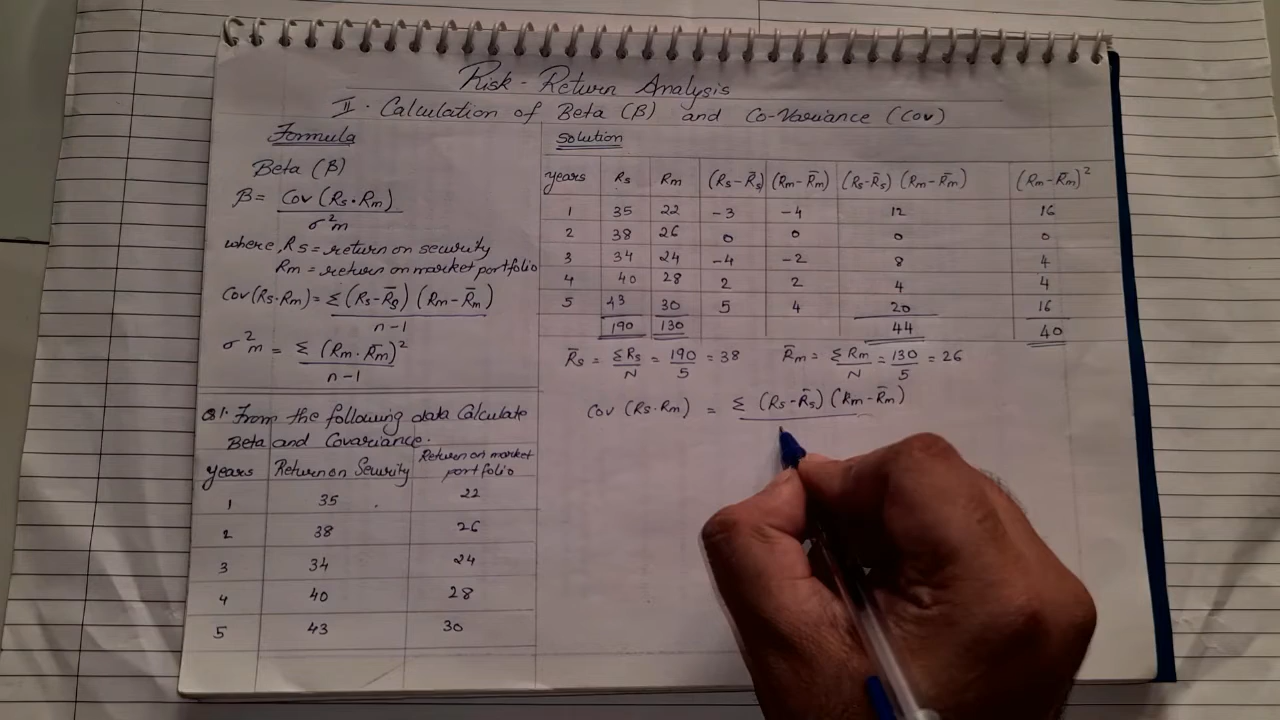 Risk-Return Analysis
II. Calculation of Beta (β) and Co-Variance (Cov)
Formula
Beta (β)
β = Cov (Rs·Rm)
σ²m
where, Rs = return on security
Rm = return on market portfolio
Cov (Rs·Rm) = Σ (Rs-R̄s) (Rm-R̄m)
n-1
σ²m = Σ (Rm·R̄m)²
n-1
Q1. From the following data Calculate
Beta and Covariance.
years Return on Security Return on market portfolio
1 35 22
2 38 26
3 34 24
4 40 28
5 43 30
Solution
years Rs Rm (Rs-R̄s) (Rm-R̄m) (Rs-R̄s) (Rm-R̄m) (Rm-R̄m)²
1 35 22 -3 -4 12 16
2 38 26 0 0 0 0
3 34 24 -4 -2 8 4
4 40 28 2 2 4 4
5 43 30 5 4 20 16
190 130 44 40
R̄s = ΣRs/N = 190/5 = 38 R̄m = ΣRm/N = 130/5 = 26
Cov (Rs·Rm) = Σ (Rs-R̄s) (Rm-R̄m)